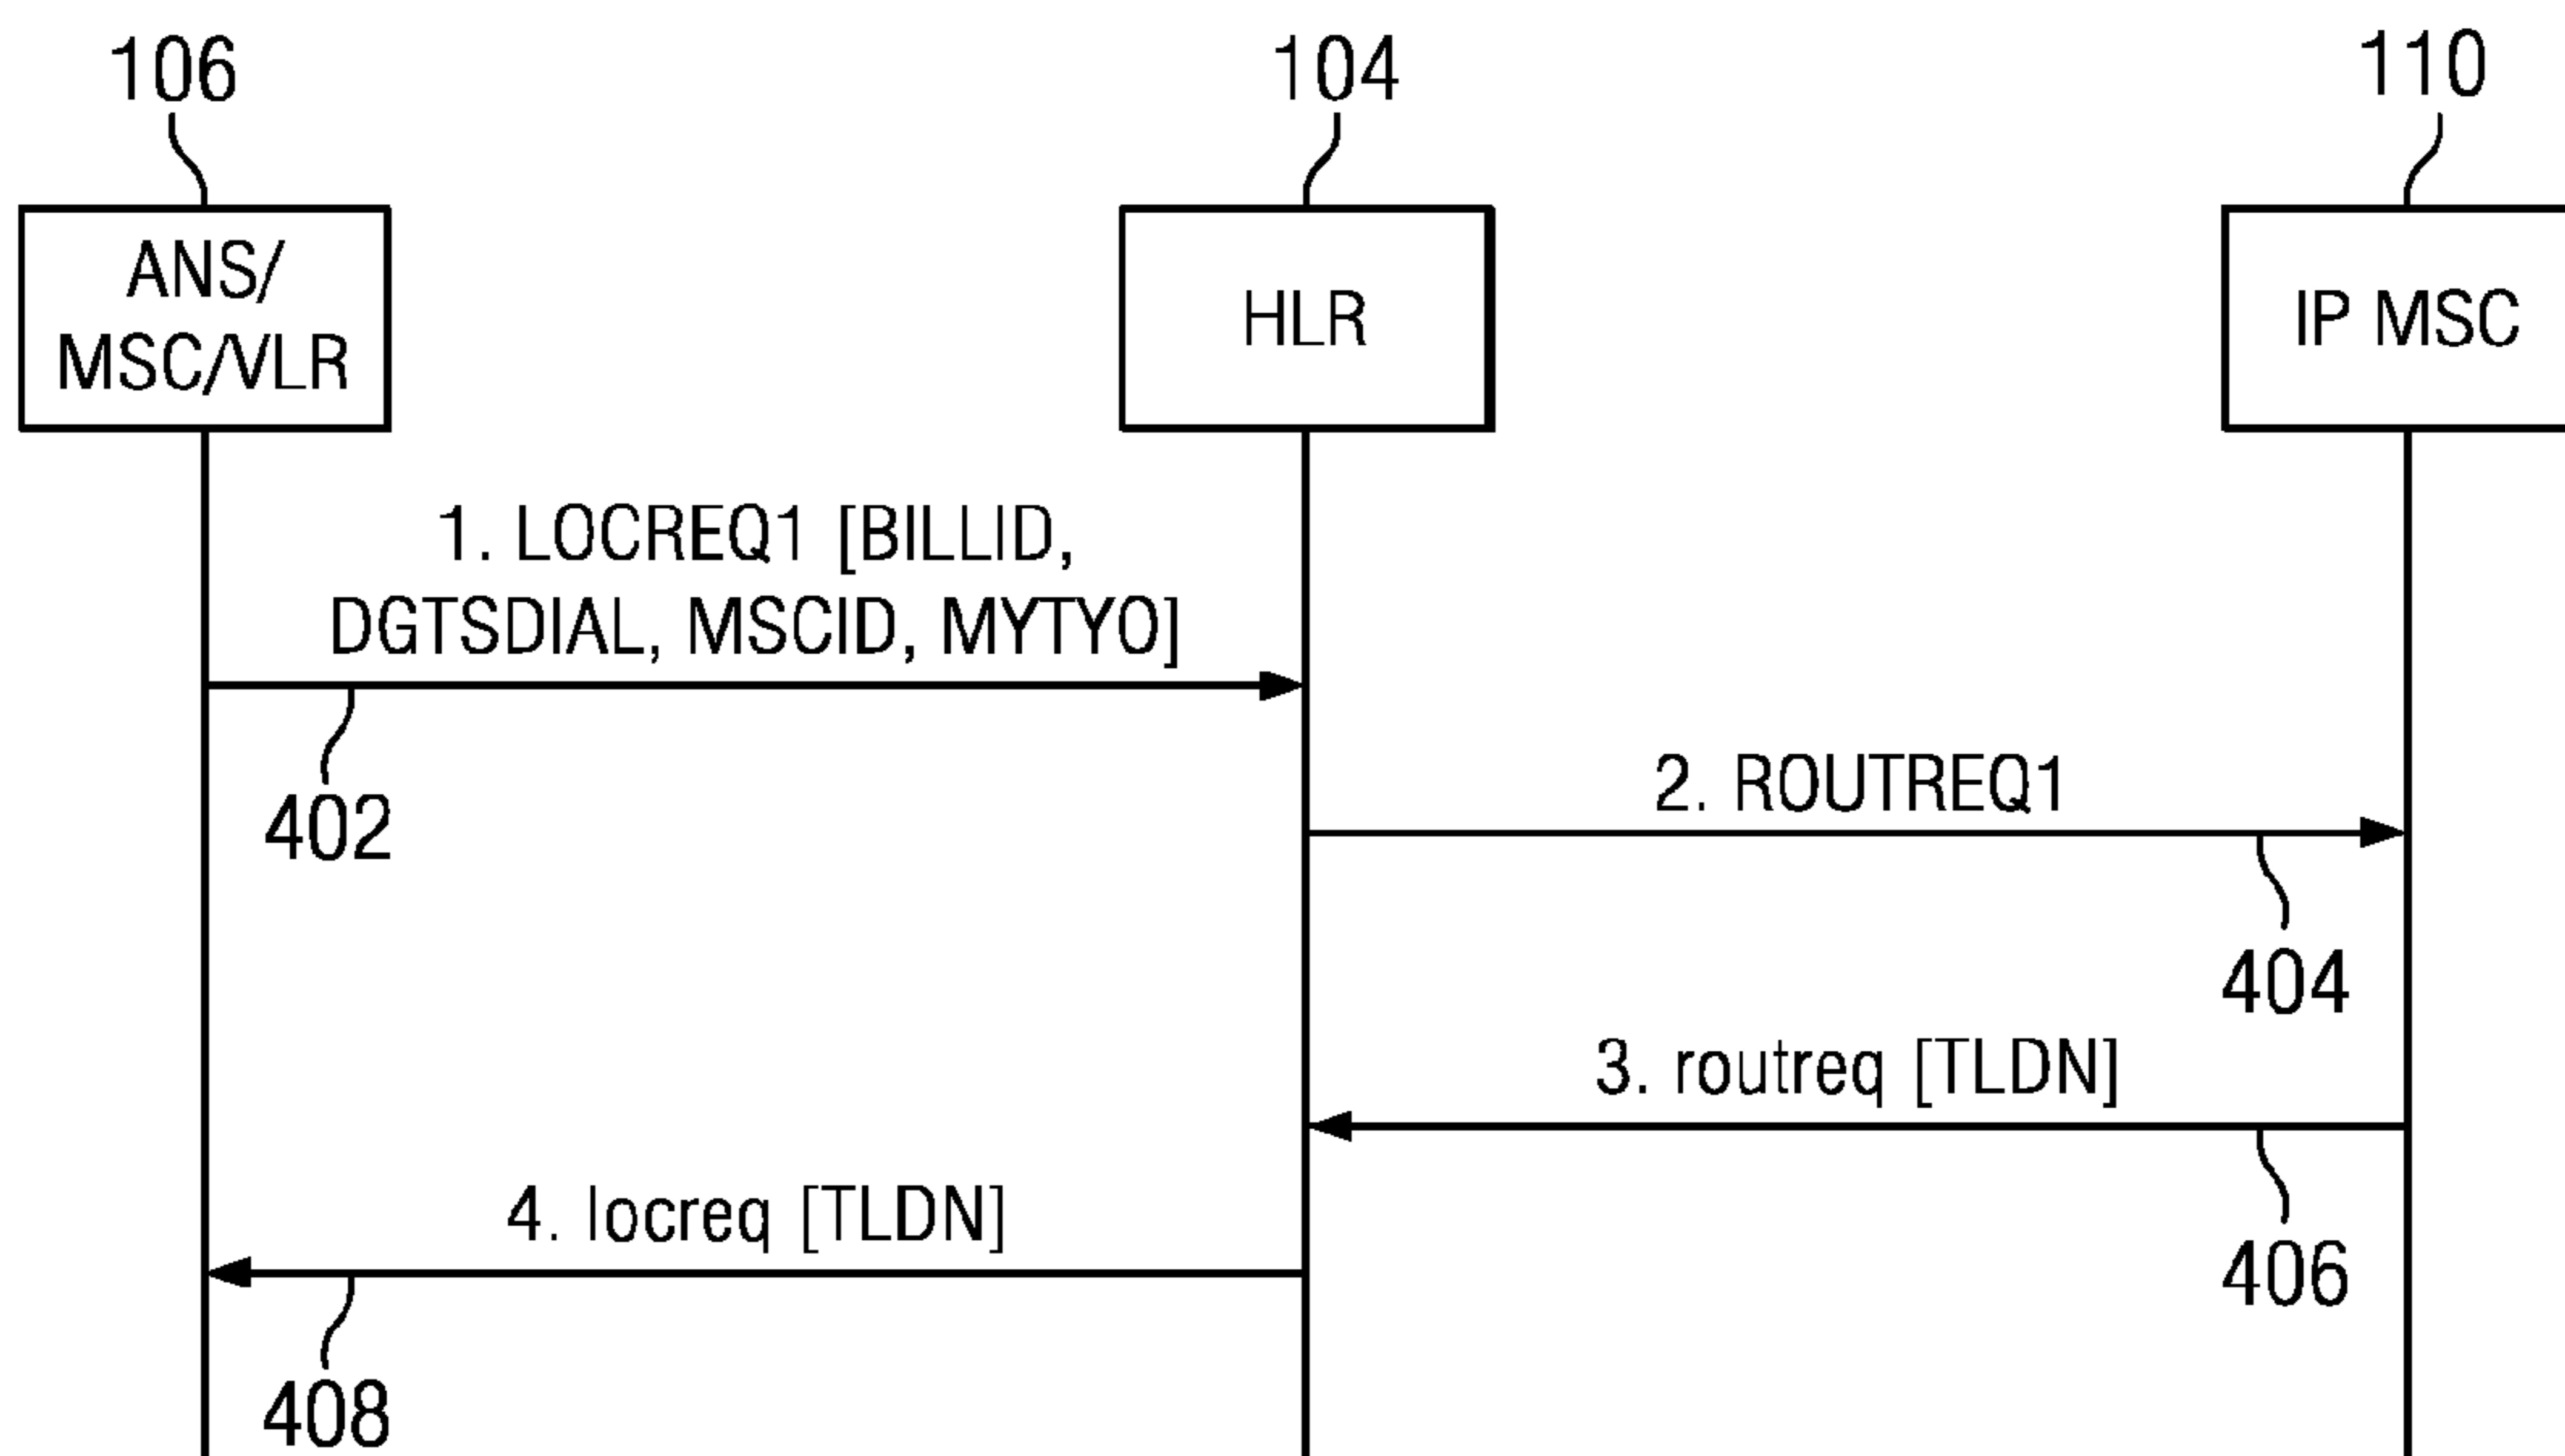 106
104
110
ANS/
MSC/VLR
HLR
IP MSC
1. LOCREQ1 [BILLID,
DGTSDIAL, MSCID, MYTYO]
402
2. ROUTREQ1
404
3. routreq [TLDN]
406
4. locreq [TLDN]
408